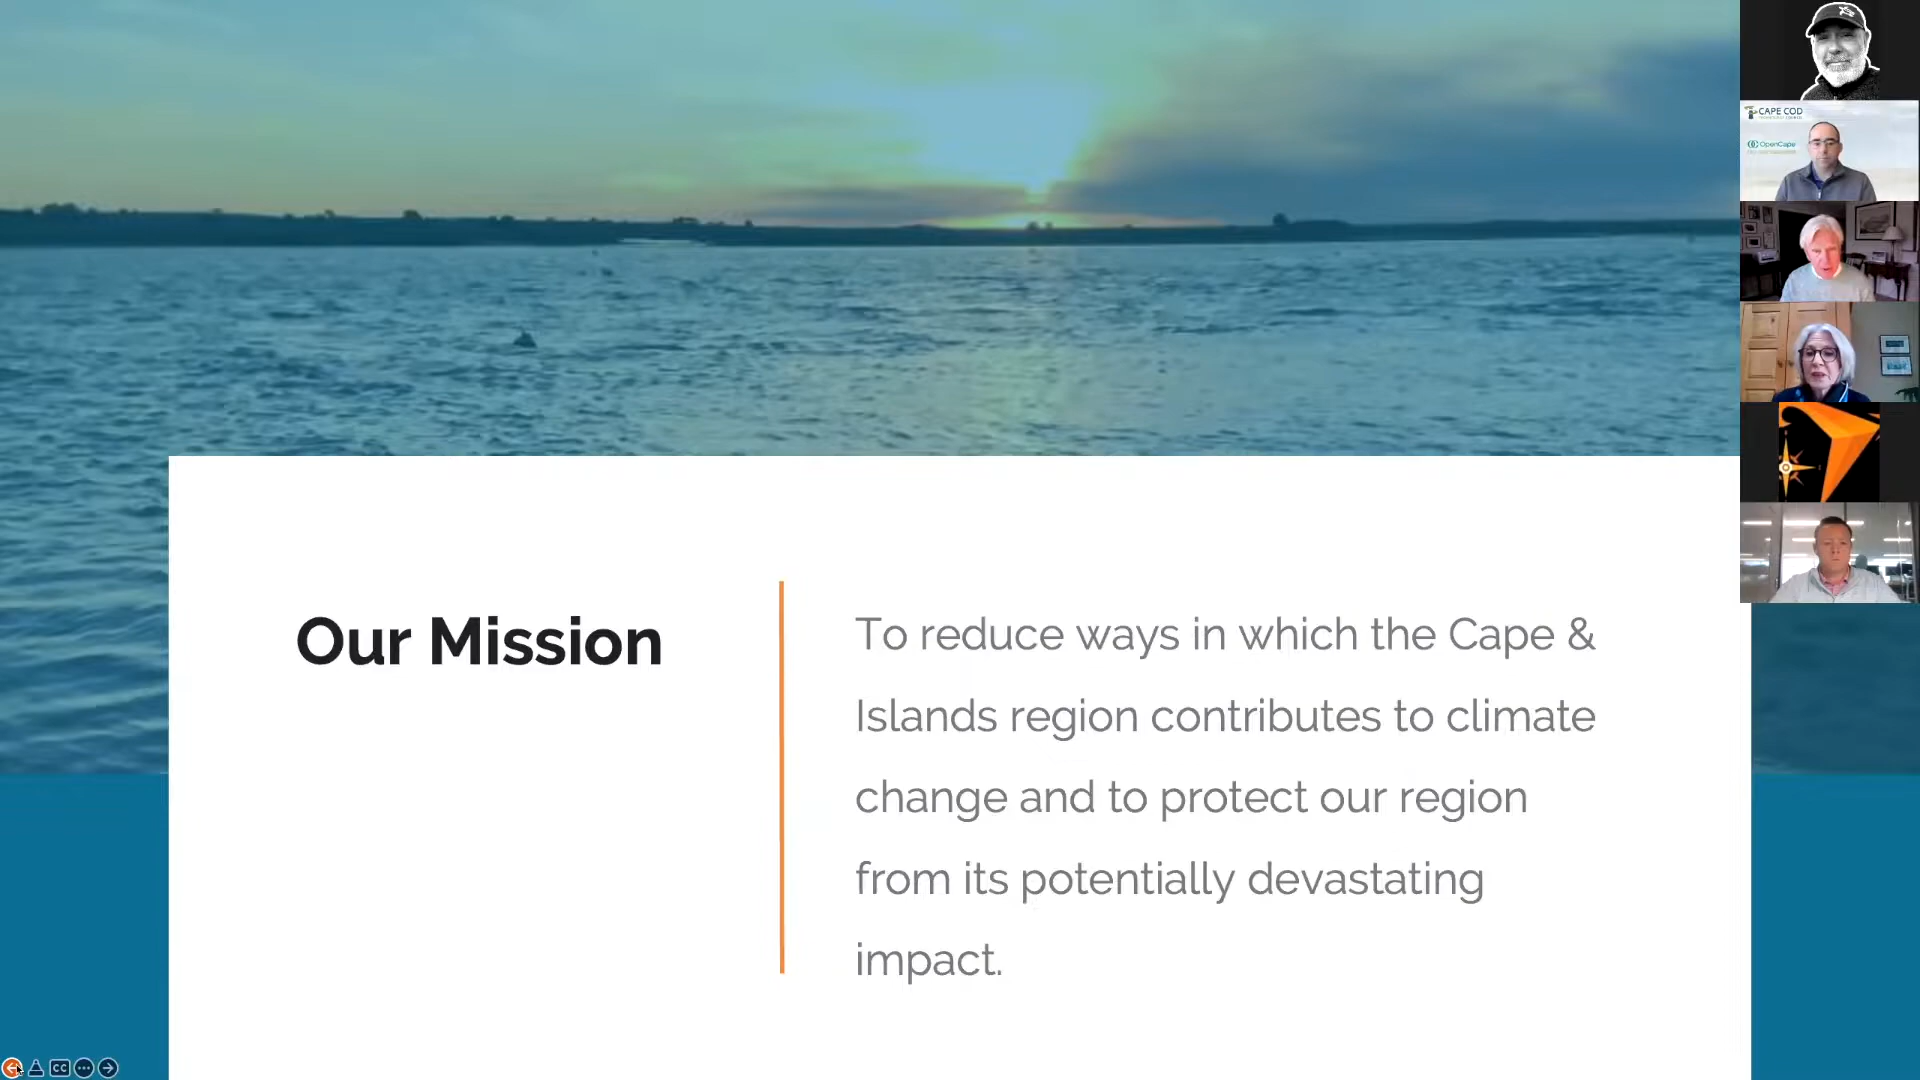 CAPE COD
OpenCape
Our Mission
To reduce ways in which the Cape &
Islands region contributes to climate
change and to protect our region
from its potentially devastating
impact.
CC